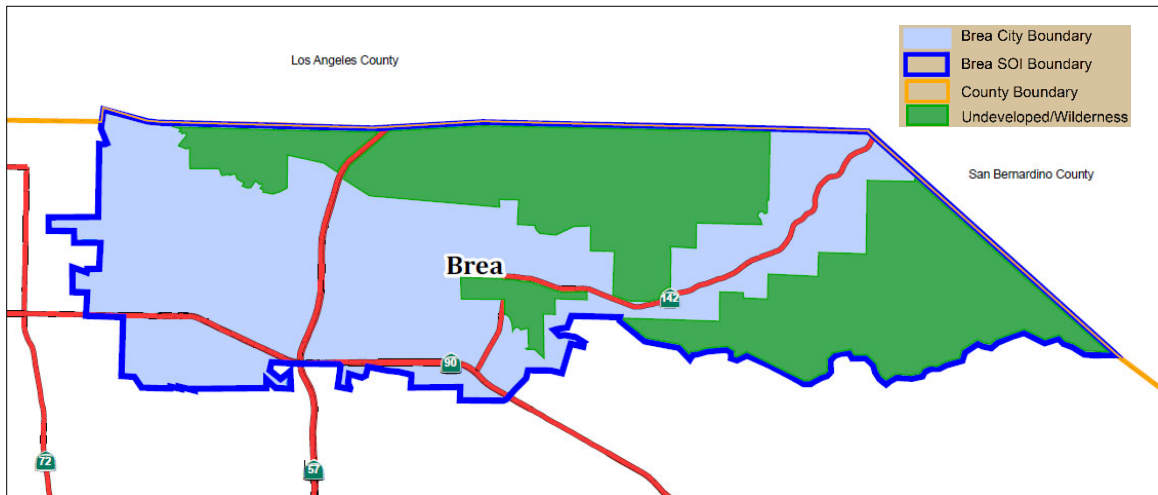 Los Angeles County
Brea City Boundary
Brea SOI Boundary
County Boundary
Undeveloped/Wilderness
San Bernardino County
Brea
142
90
72
57